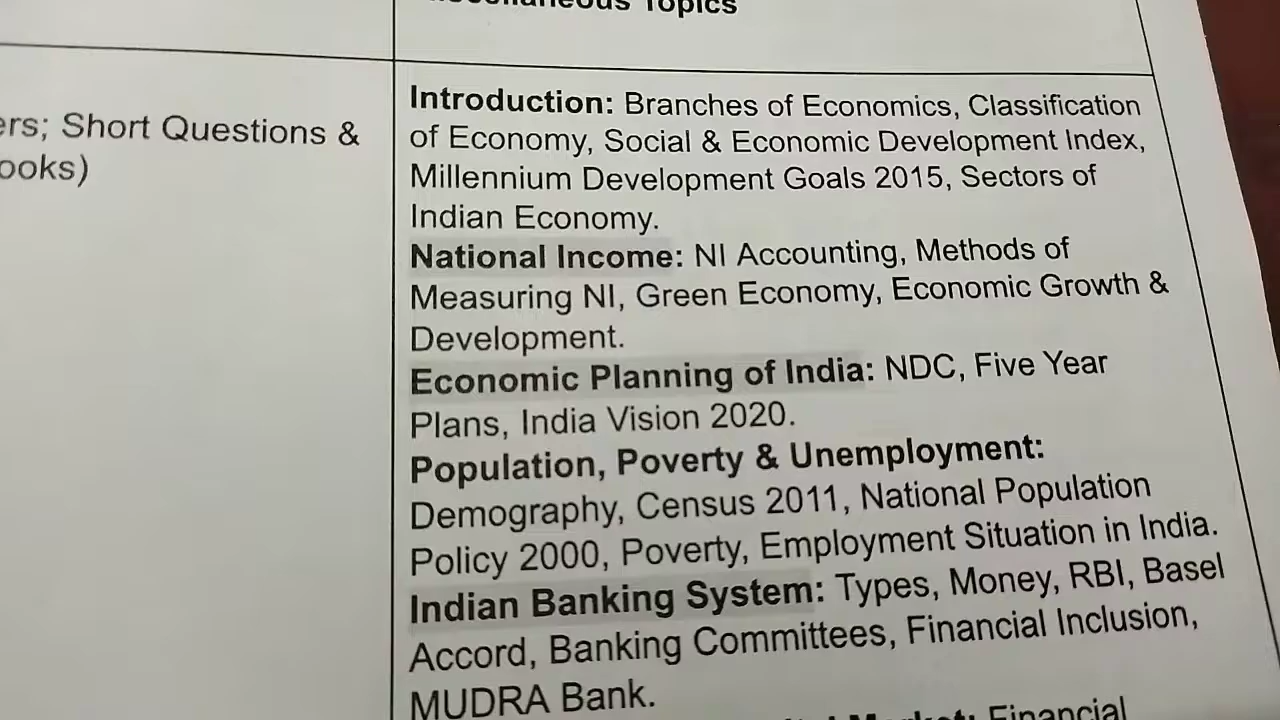 Topics
ers; Short Questions &
ooks)
Introduction: Branches of Economics, Classification
of Economy, Social & Economic Development Index,
Millennium Development Goals 2015, Sectors of
Indian Economy.
National Income: NI Accounting, Methods of
Measuring NI, Green Economy, Economic Growth &
Development.
Economic Planning of India: NDC, Five Year
Plans, India Vision 2020.
Population, Poverty & Unemployment:
Demography, Census 2011, National Population
Policy 2000, Poverty, Employment Situation in India.
Indian Banking System: Types, Money, RBI, Basel
Accord, Banking Committees, Financial Inclusion,
MUDRA Bank.
Market: Financial